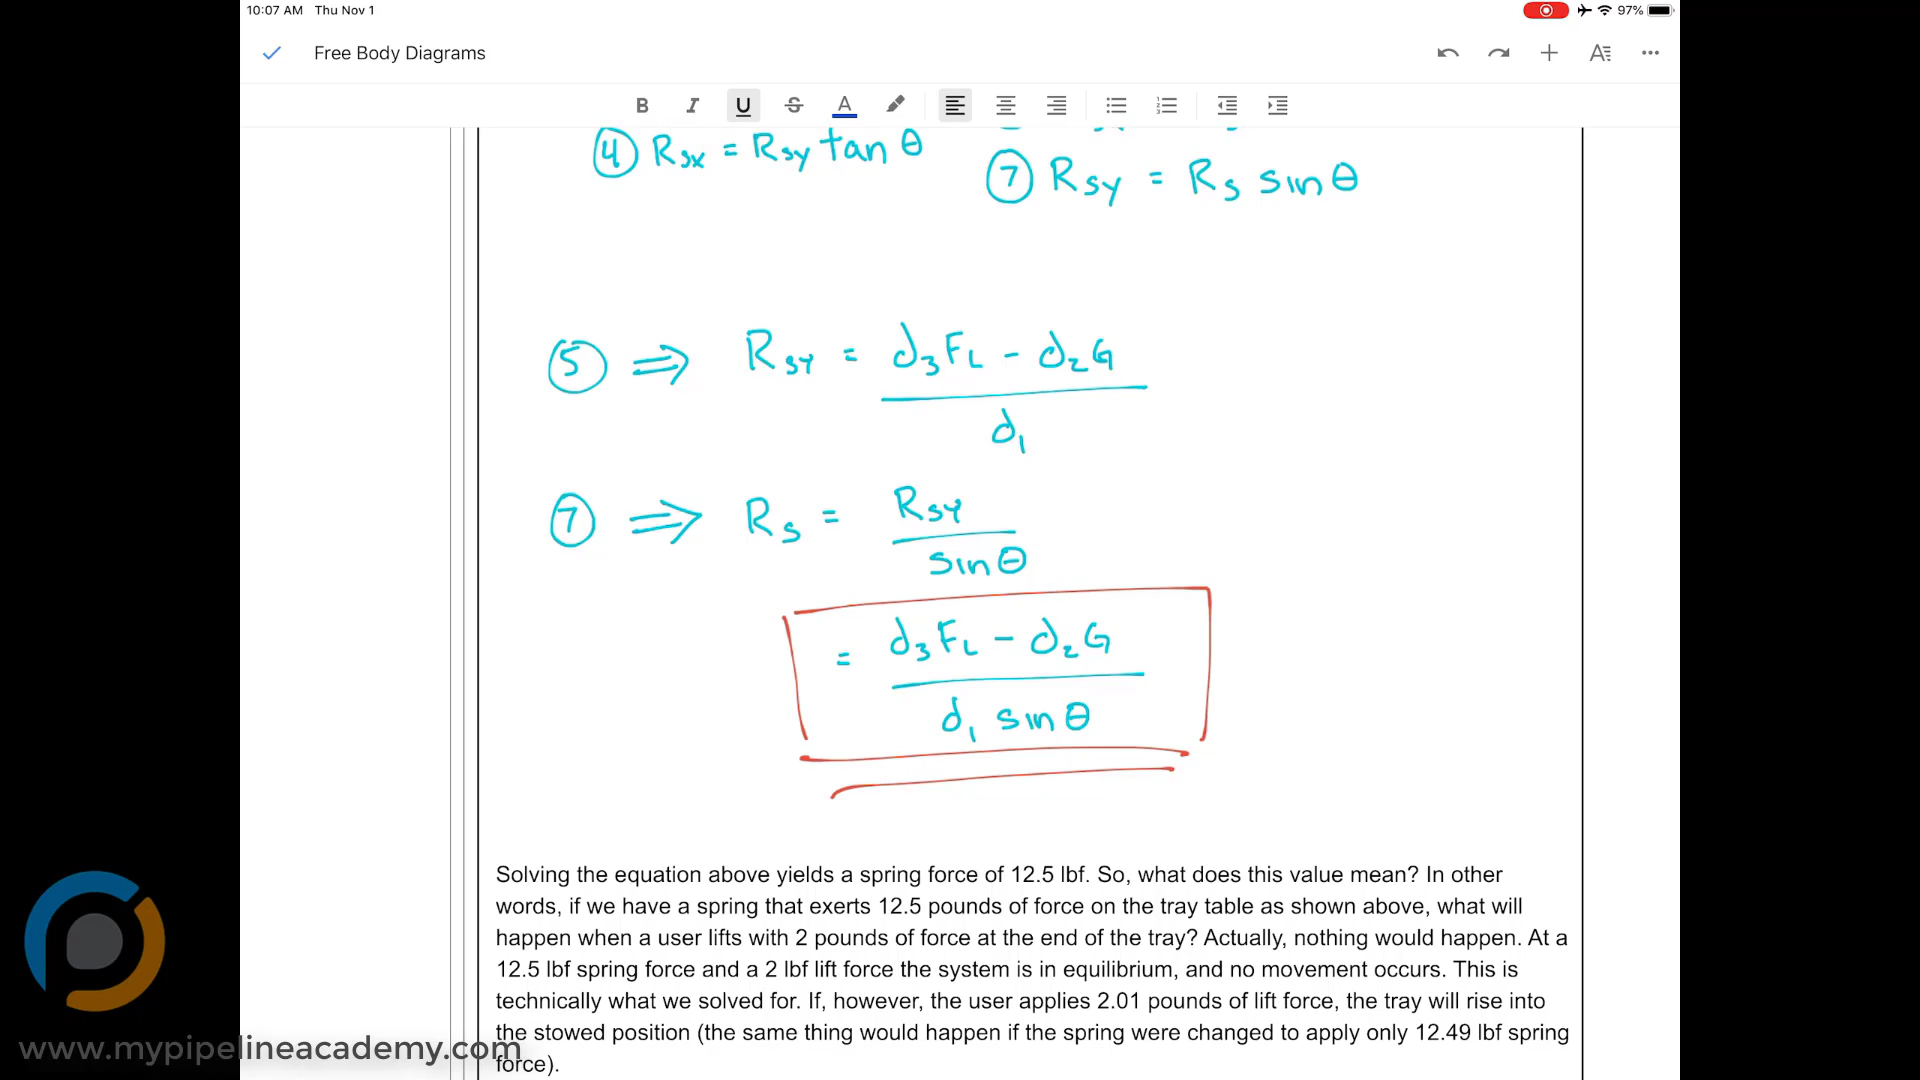 10:07 AM Thu Nov 1
97%
Free Body Diagrams
B I U S A
④ Rsx = Rsy tan θ
⑦ Rsy = Rs sin θ
⑤ ⇒ Rsy = d3FL - d2G
d1
⑦ ⇒ Rs = Rsy
sin θ
= d3FL - d2G
d1 sin θ
Solving the equation above yields a spring force of 12.5 lbf. So, what does this value mean? In other
words, if we have a spring that exerts 12.5 pounds of force on the tray table as shown above, what will
happen when a user lifts with 2 pounds of force at the end of the tray? Actually, nothing would happen. At a
12.5 lbf spring force and a 2 lbf lift force the system is in equilibrium, and no movement occurs. This is
technically what we solved for. If, however, the user applies 2.01 pounds of lift force, the tray will rise into
the stowed position (the same thing would happen if the spring were changed to apply only 12.49 lbf spring
force).
www.mypipelineacademy.com